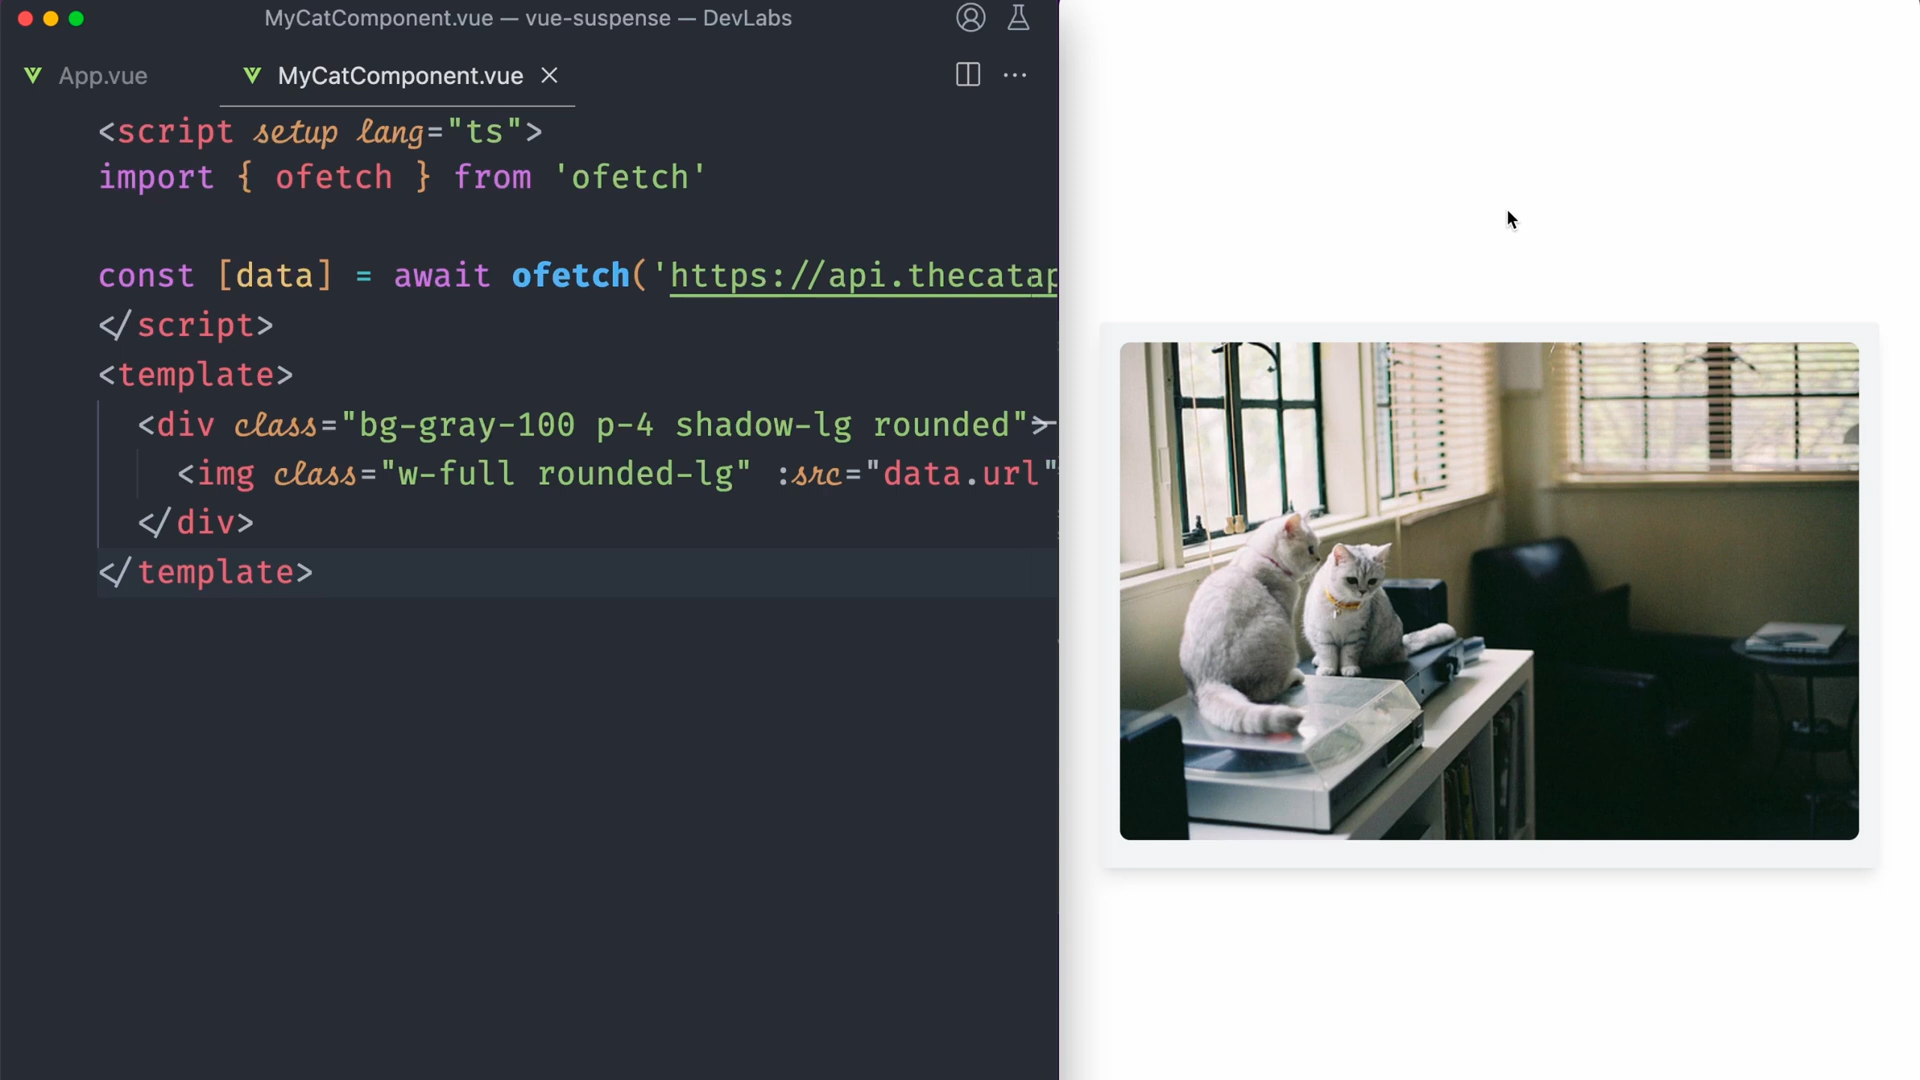 MyCatComponent.vue — vue-suspense — DevLabs
App.vue
MyCatComponent.vue
<script setup lang="ts">
import { ofetch } from 'ofetch'
const [data] = await ofetch('https://api.thecatap
</script>
<template>
<div class="bg-gray-100 p-4 shadow-lg rounded">
<img class="w-full rounded-lg" :src="data.url"
</div>
</template>